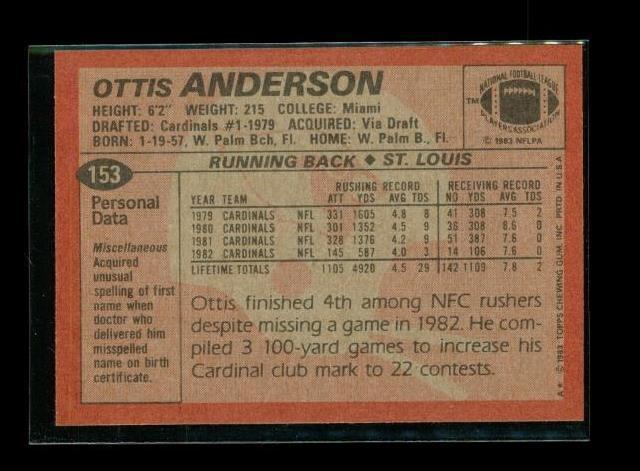 OTTIS ANDERSON
HEIGHT: 6'2" WEIGHT: 215 COLLEGE: Miami
DRAFTED: Cardinals #1-1979 ACQUIRED: Via Draft
BORN: 1-19-57, W. Palm Bch, Fl. HOME: W. Palm B., Fl.
NATIONAL FOOTBALL LEAGUE
TM
PLAYERS ASSOCIATION
© 1983 NFLPA
153
RUNNING BACK ◆ ST. LOUIS
Personal
Data
Miscellaneous
Acquired
unusual
spelling of first
name when
doctor who
delivered him
misspelled
name on birth
certificate.
RUSHING RECORD RECEIVING RECORD
YEAR TEAM ATT YDS AVG TDS NO YDS AVG TDS
1979 CARDINALS NFL 331 1605 4.8 8 41 308 7.5 2
1980 CARDINALS NFL 301 1352 4.5 9 36 308 8.6 0
1981 CARDINALS NFL 328 1376 4.2 9 51 387 7.6 0
1982 CARDINALS NFL 145 587 4.0 3 14 106 7.6 0
LIFETIME TOTALS 1105 4920 4.5 29 142 1109 7.8 2
Ottis finished 4th among NFC rushers
despite missing a game in 1982. He com-
piled 3 100-yard games to increase his
Cardinal club mark to 22 contests.
A* © 1983 TOPPS CHEWING GUM, INC. PRTD. IN U.S.A.